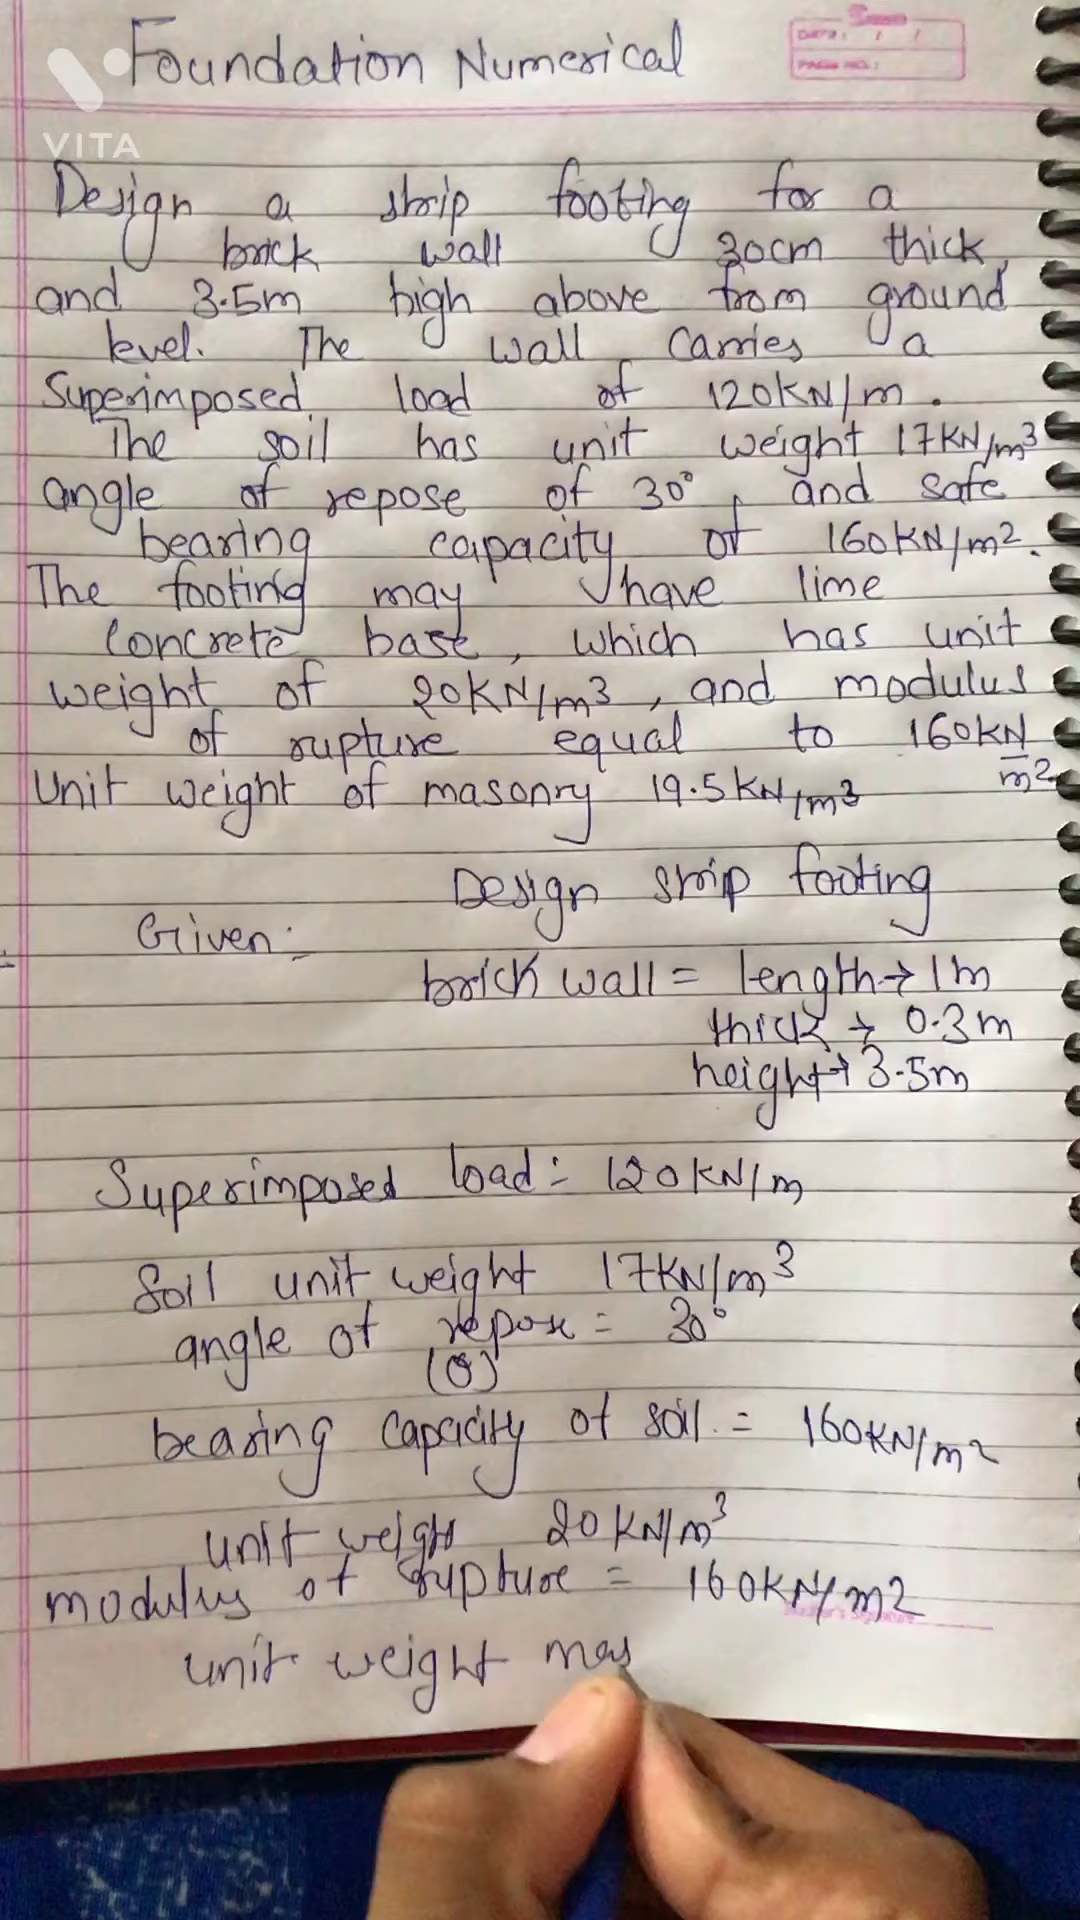 Foundation Numerical
DATE: / /
PAGE NO.:
VITA
Design a strip footing for a
brick wall 30cm thick,
and 3.5m high above from ground
level. The wall carries a
Superimposed load of 120KN/m.
The soil has unit weight 17KN/m3
angle of repose of 30°, and safe
bearing capacity of 160KN/m2.
The footing may have lime
concrete base, which has unit
weight of 20KN/m3, and modulus
of rupture equal to 160KN/m2
Unit weight of masonry 19.5KN/m3
Design strip footing
Given:-
brick wall = length → 1m
thick → 0.3m
height → 3.5m
Superimposed load = 120KN/m
Soil unit weight 17KN/m3
angle of repose = 30°
(θ)
bearing capacity of soil. = 160KN/m2
unit weight 20KN/m3
modulus of rupture = 160KN/m2
unit weight mas